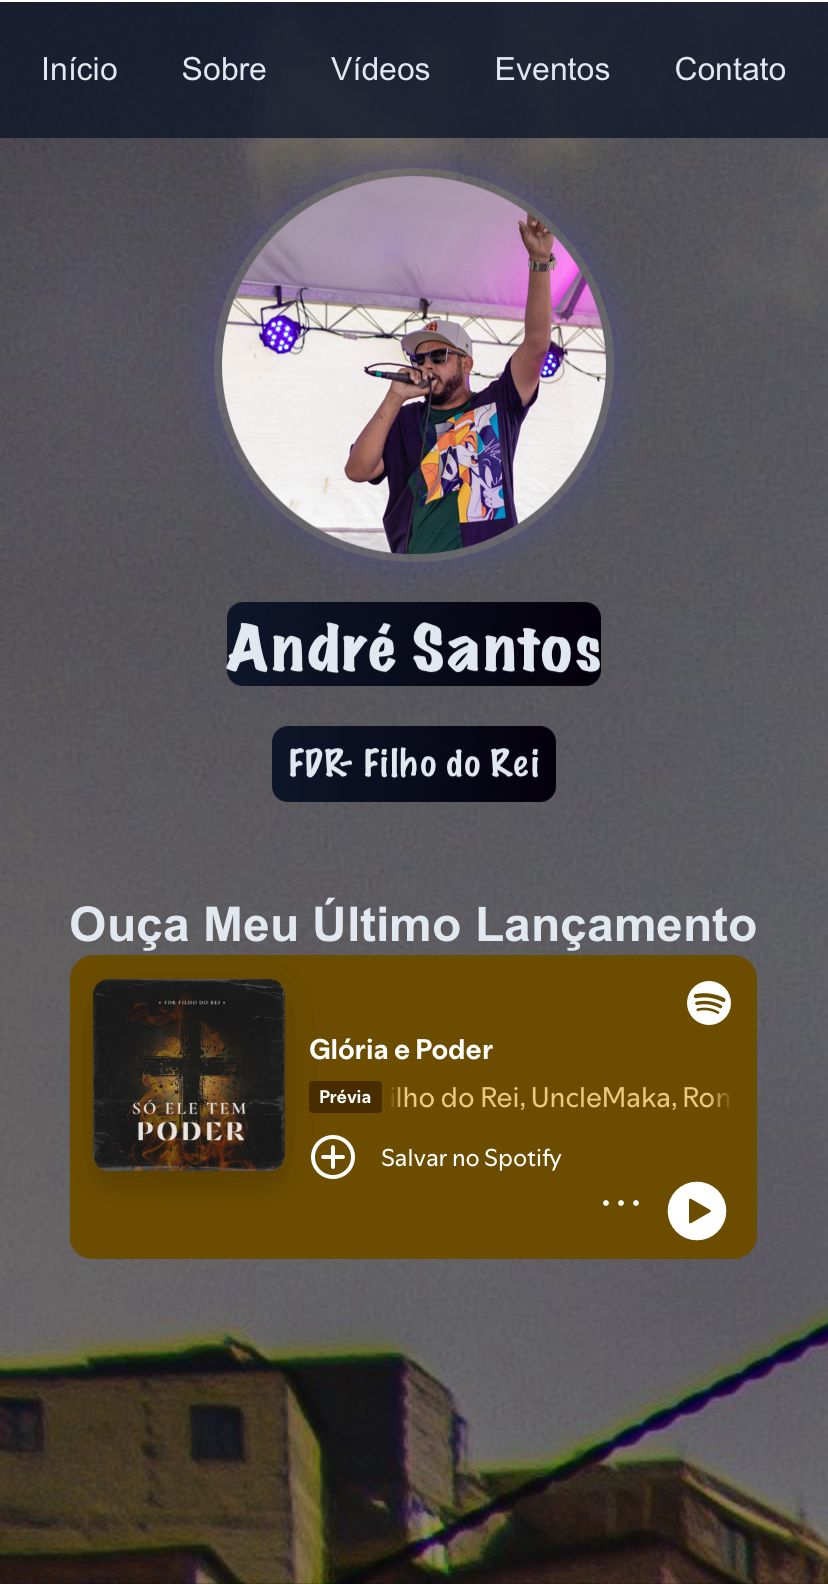 Início Sobre Vídeos Eventos Contato
André Santos
FDR- Filho do Rei
Ouça Meu Último Lançamento
• FDR FILHO DO REI •
SÓ ELE TEM
PODER
Glória e Poder
Prévia ilho do Rei, UncleMaka, Ron
Salvar no Spotify